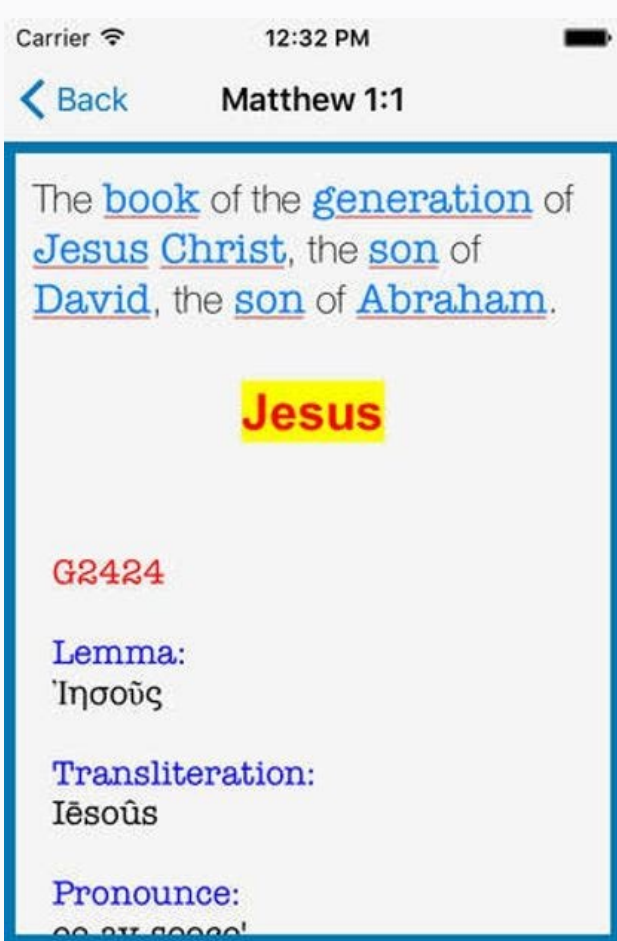 Carrier 12:32 PM
Back Matthew 1:1
The book of the generation of
Jesus Christ, the son of
David, the son of Abraham.
Jesus
G2424
Lemma:
Ἰησοῦς
Transliteration:
Iēsoûs
Pronounce: